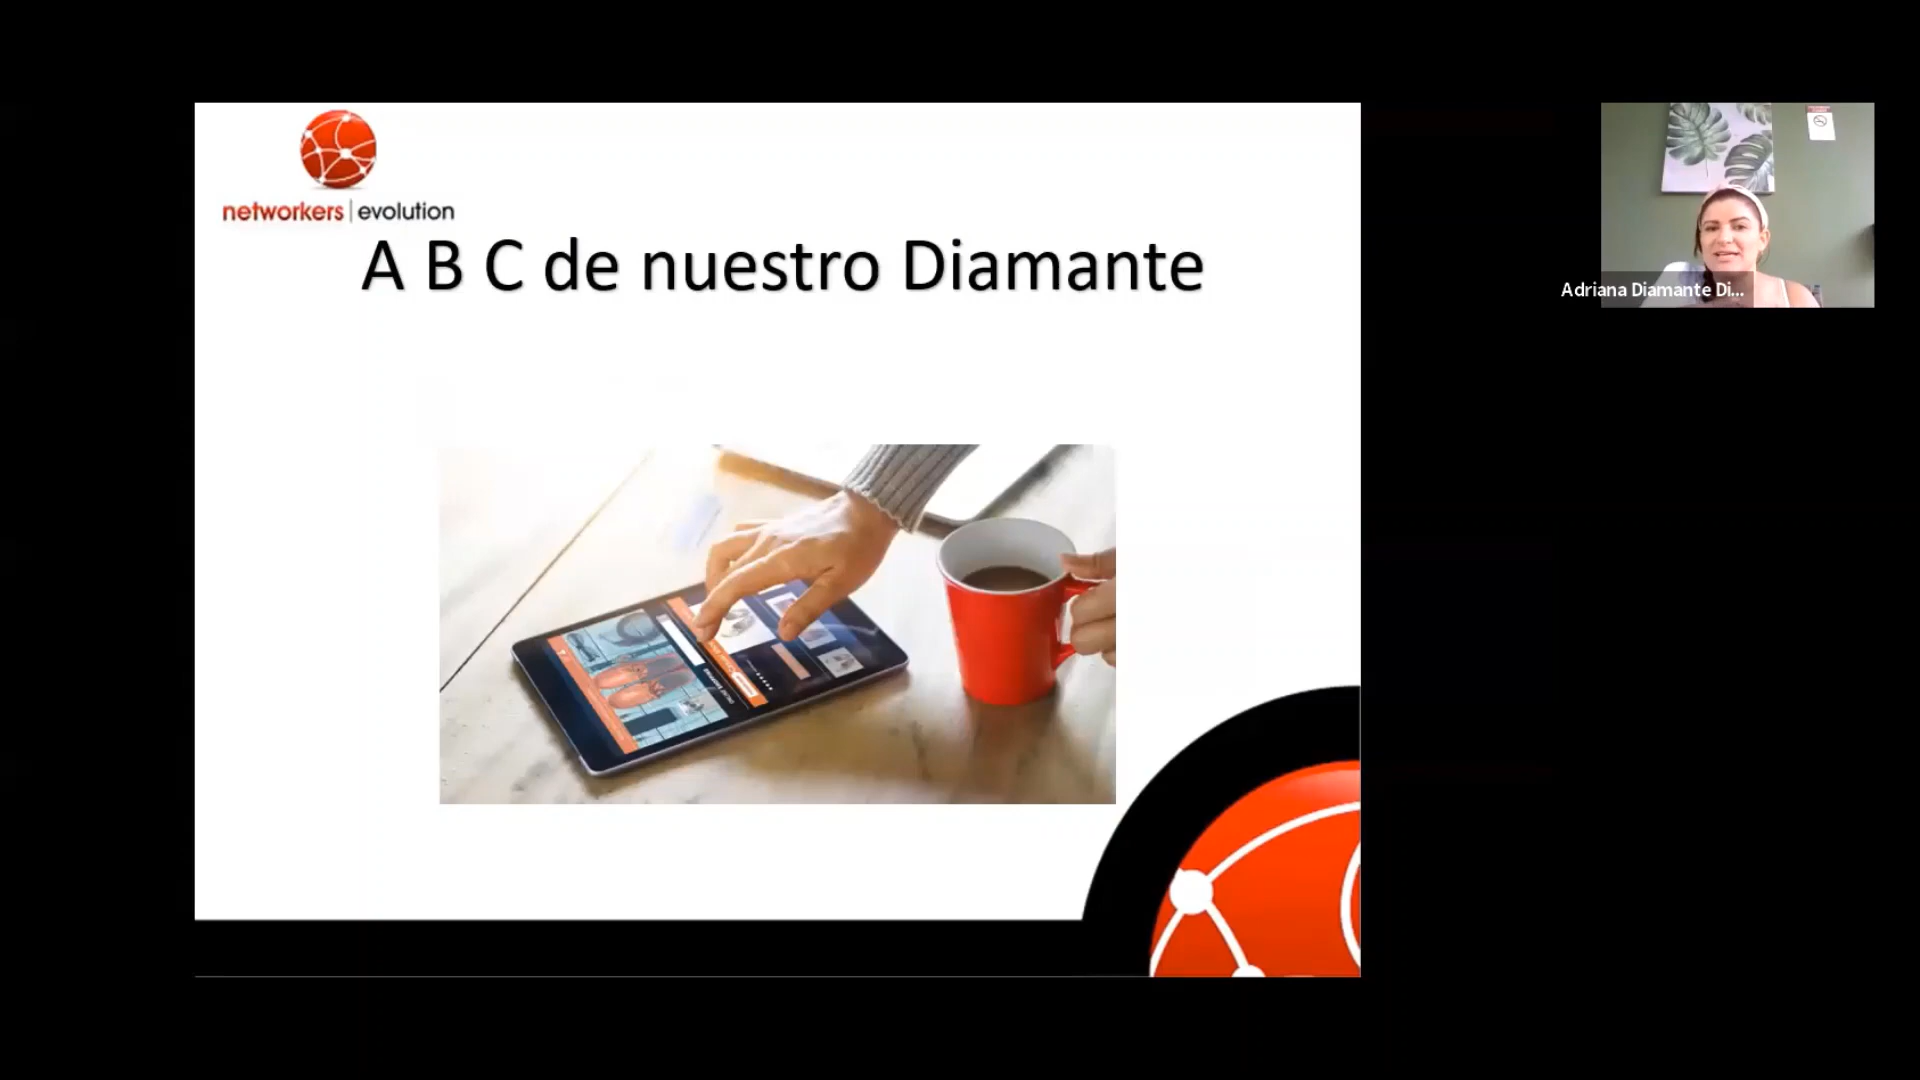 networkers | evolution
A B C de nuestro Diamante
Adriana Diamante Di...